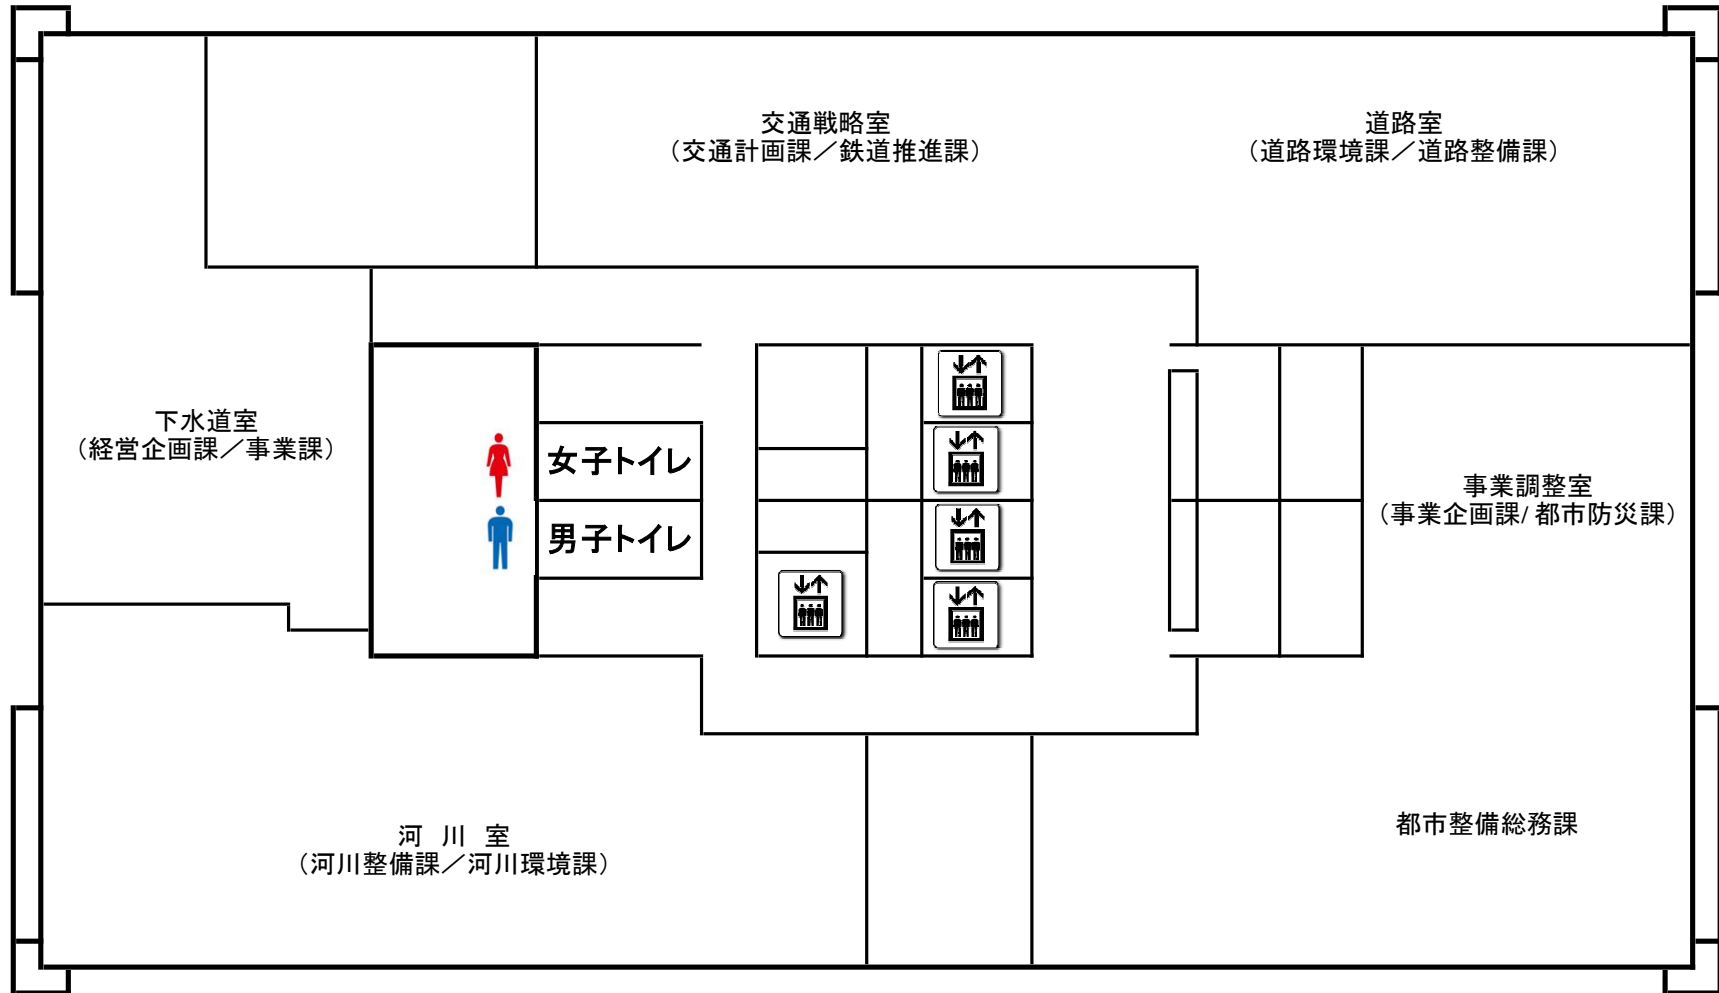 交通戦略室
（交通計画課／鉄道推進課）
道路室
（道路環境課／道路整備課）
下水道室
（経営企画課／事業課）
女子トイレ
男子トイレ
事業調整室
（事業企画課/ 都市防災課）
河　川　室
（河川整備課／河川環境課）
都市整備総務課